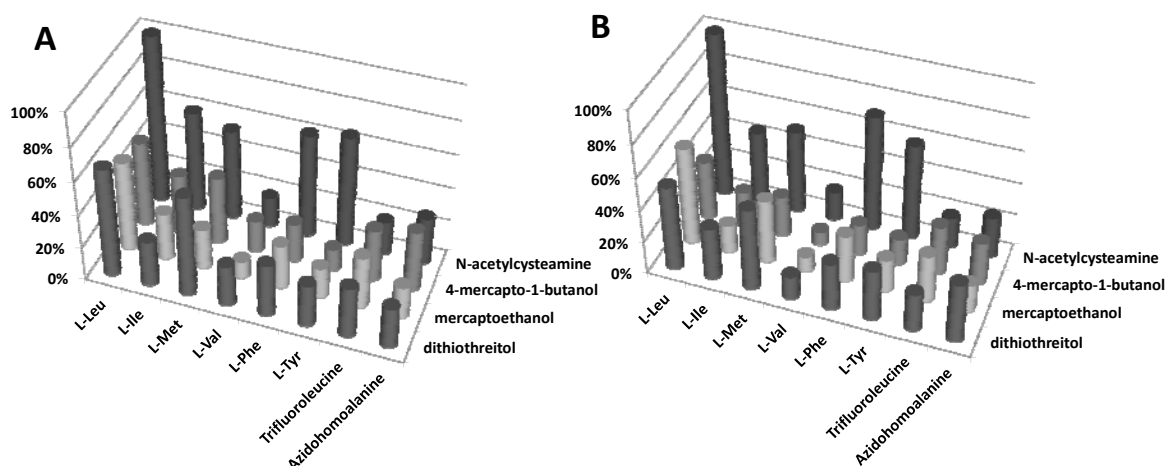 A
100%
80%
60%
40%
20%
0%
L-Leu
L-Ile
L-Met
L-Val
L-Phe
L-Tyr
Trifluoroleucine
Azidohomoalanine
N-acetylcysteamine
4-mercapto-1-butanol
mercaptoethanol
dithiothreitol
B
100%
80%
60%
40%
20%
0%
L-Leu
L-Ile
L-Met
L-Val
L-Phe
L-Tyr
Trifluoroleucine
Azidohomoalanine
N-acetylcysteamine
4-mercapto-1-butanol
mercaptoethanol
dithiothreitol